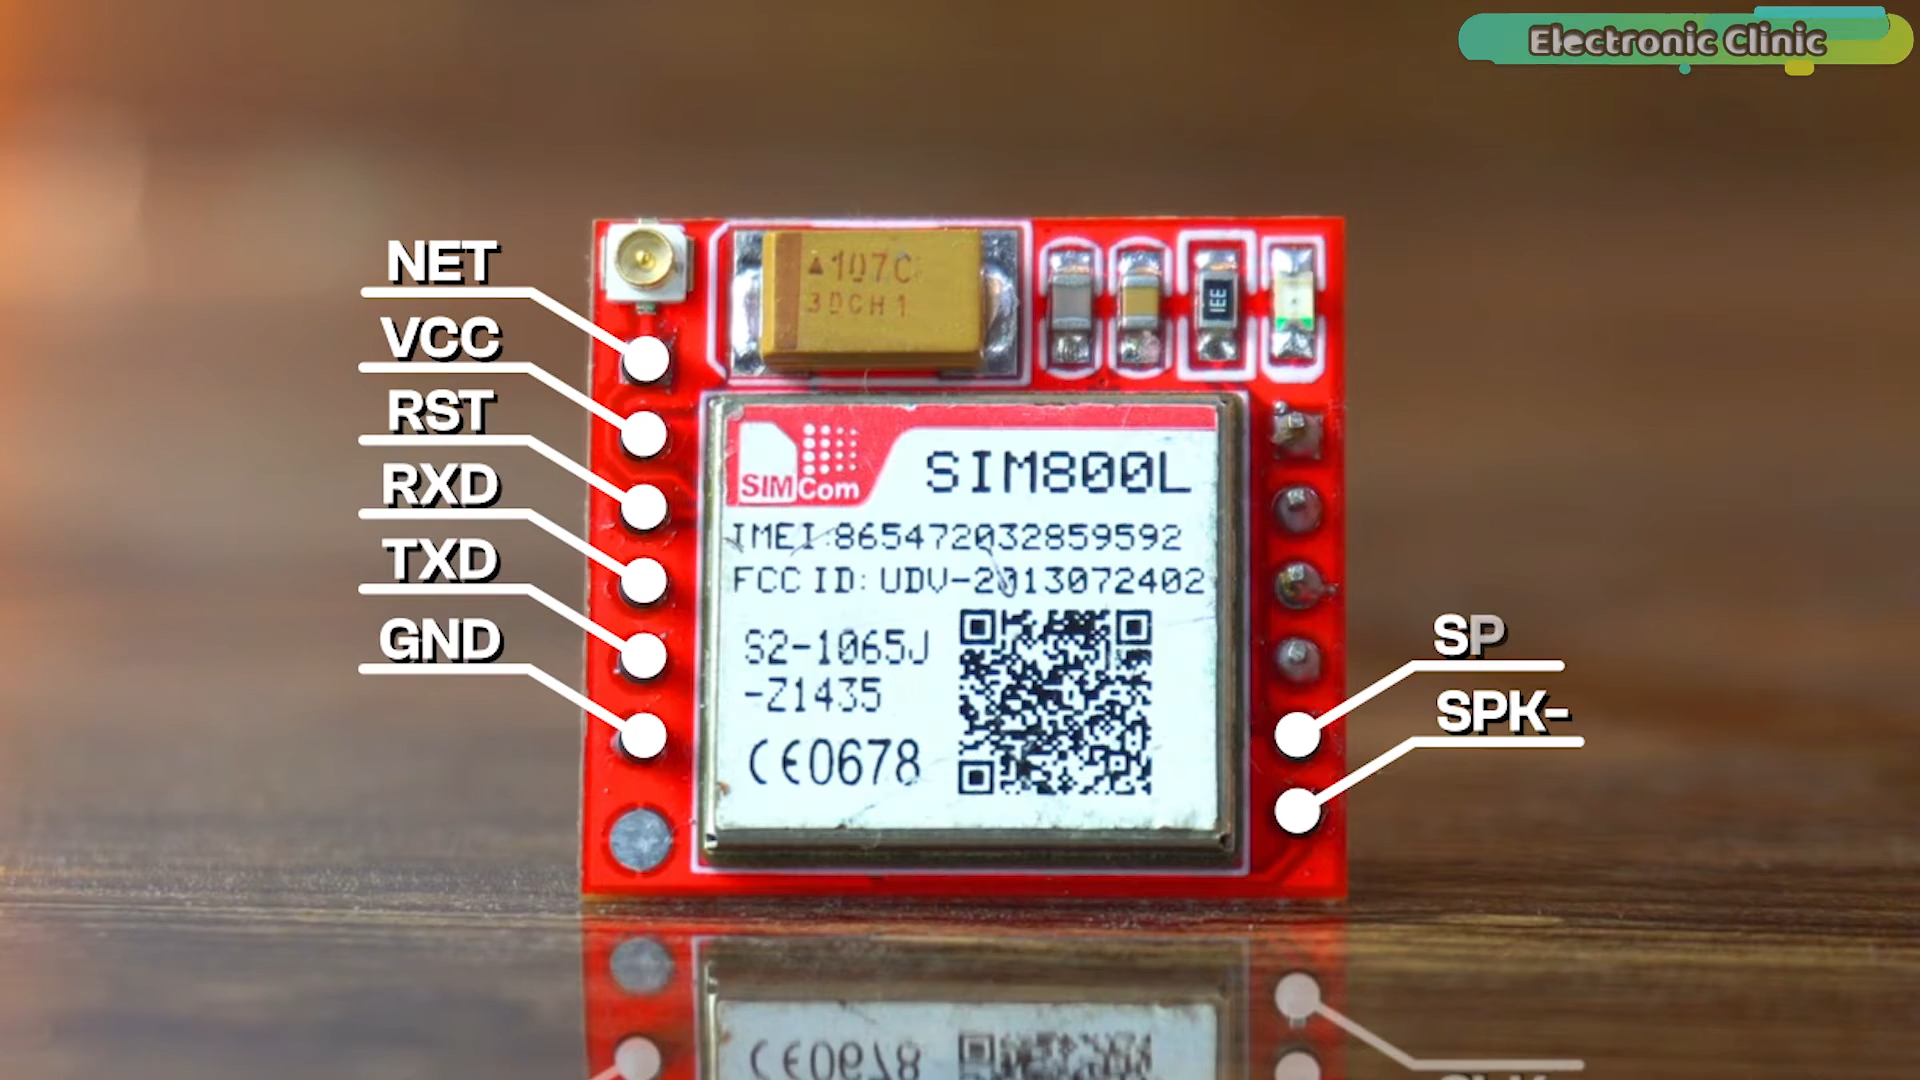 Electronic Clinic
NET
VCC
RST
RXD
TXD
GND
107C
3DCH1
SIMCom
SIM800L
IMEI:865472032859592
FCC ID: UDV-2013072402
S2-1065J
-Z1435
CE0678
SP
SPK-